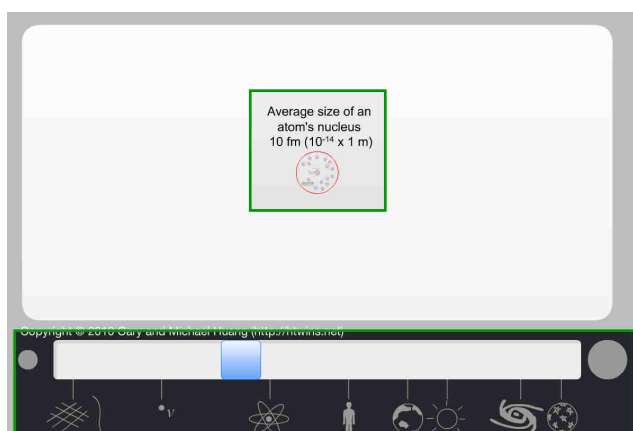 Average size of an
atom's nucleus
10 fm (10⁻¹⁴ x 1 m)
Copyright © 2010 Cary and Michael Huang (http://htwins.net)
ν